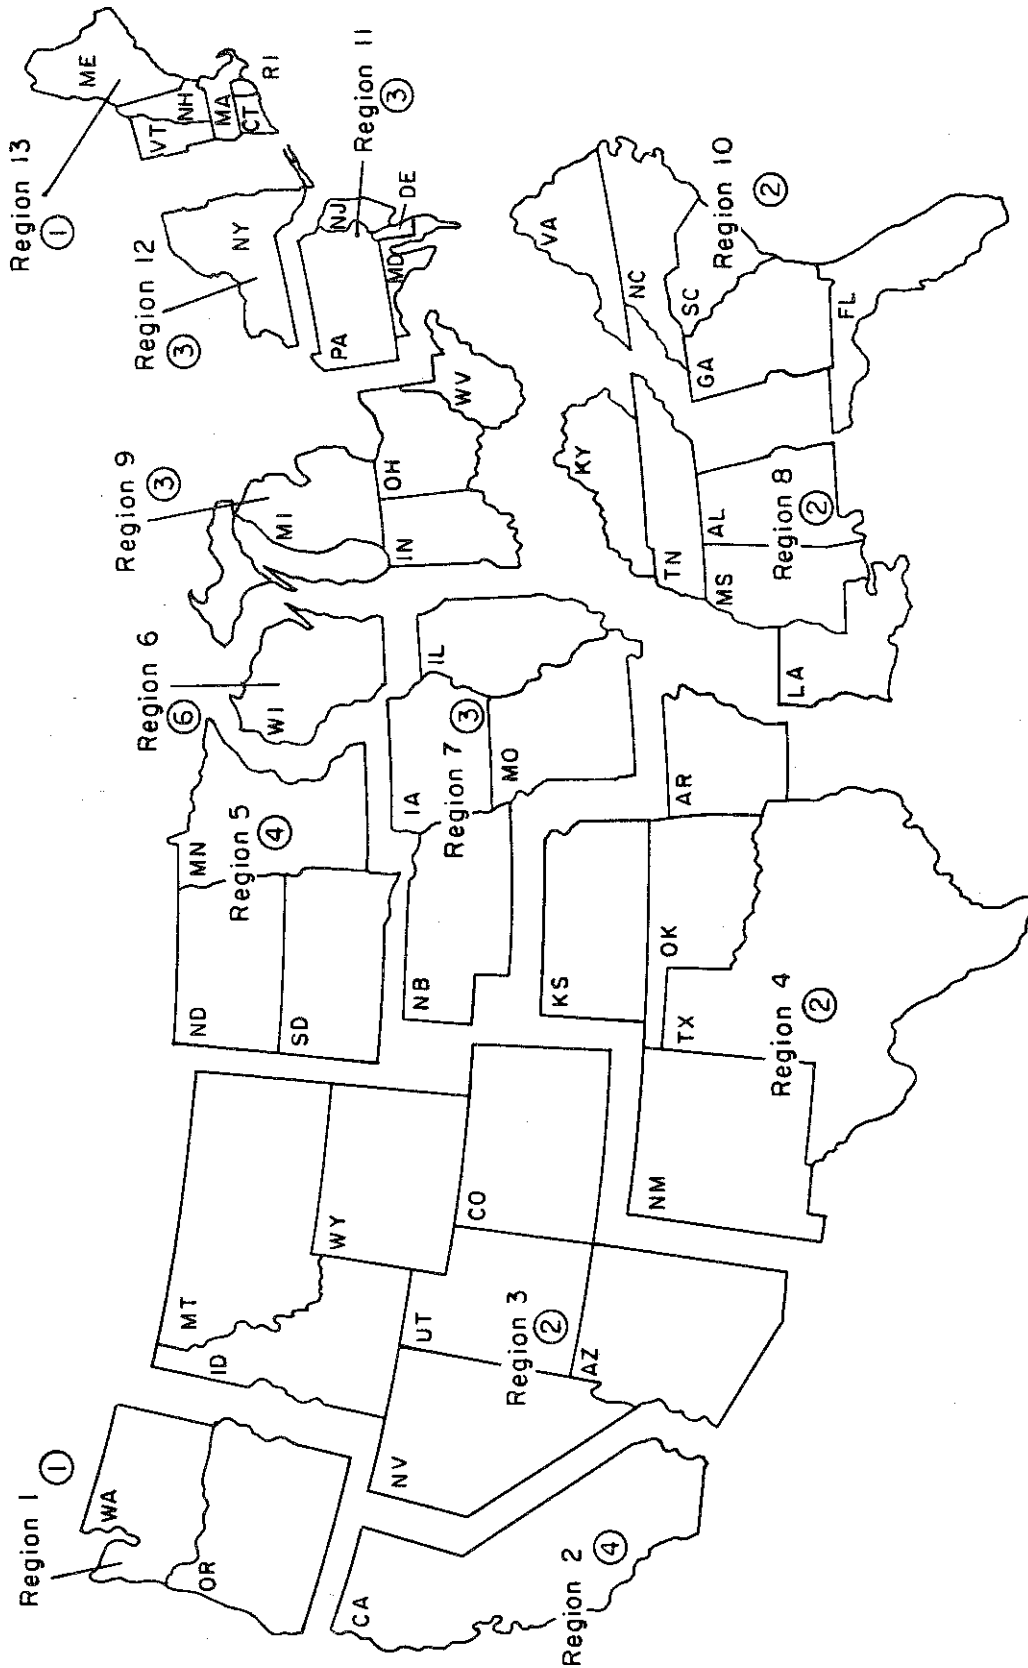 Region 1
①
WA
OR
Region 2
④
CA
NV
ID
MT
WY
UT
CO
AZ
Region 3
②
NM
TX
OK
KS
AR
Region 4
②
ND
SD
MN
Region 5
④
Region 6
⑥
WI
NB
IA
IL
MO
Region 7
③
KY
TN
MS
AL
LA
Region 8
②
Region 9
③
MI
IN
OH
WV
VA
NC
SC
GA
FL
Region 10
②
PA
NJ
MD
DE
Region 11
③
Region 12
③
NY
Region 13
①
ME
VT
NH
MA
CT
RI